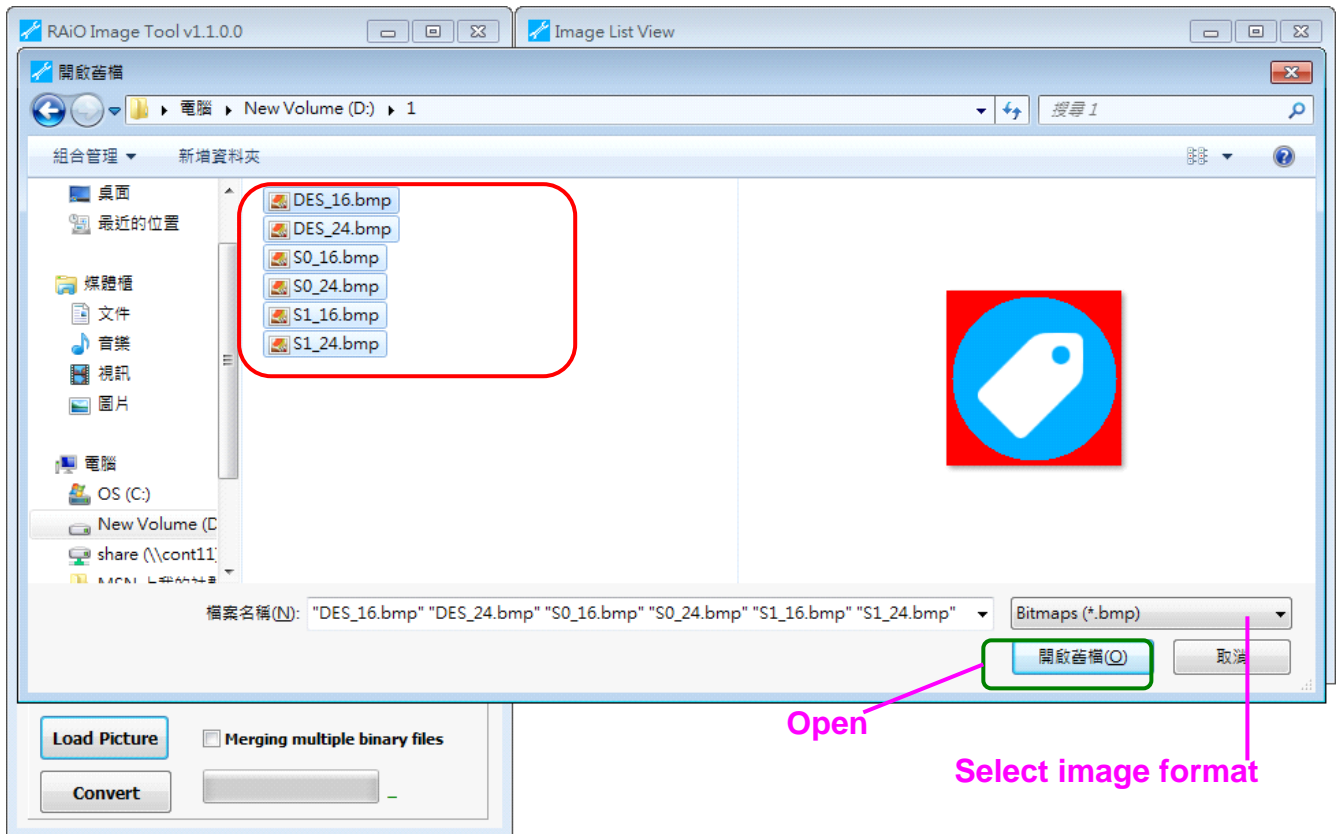 RAiO Image Tool v1.1.0.0
Image List View
開啟舊檔
電腦 ▸ New Volume (D:) ▸ 1
搜尋 1
組合管理
新增資料夾
桌面
最近的位置
媒體櫃
文件
音樂
視訊
圖片
電腦
OS (C:)
New Volume (D
share (\\cont11)
DES_16.bmp
DES_24.bmp
S0_16.bmp
S0_24.bmp
S1_16.bmp
S1_24.bmp
檔案名稱(N): "DES_16.bmp" "DES_24.bmp" "S0_16.bmp" "S0_24.bmp" "S1_16.bmp" "S1_24.bmp"
Bitmaps (*.bmp)
開啟舊檔(O)
取消
Open
Select image format
Load Picture
Merging multiple binary files
Convert